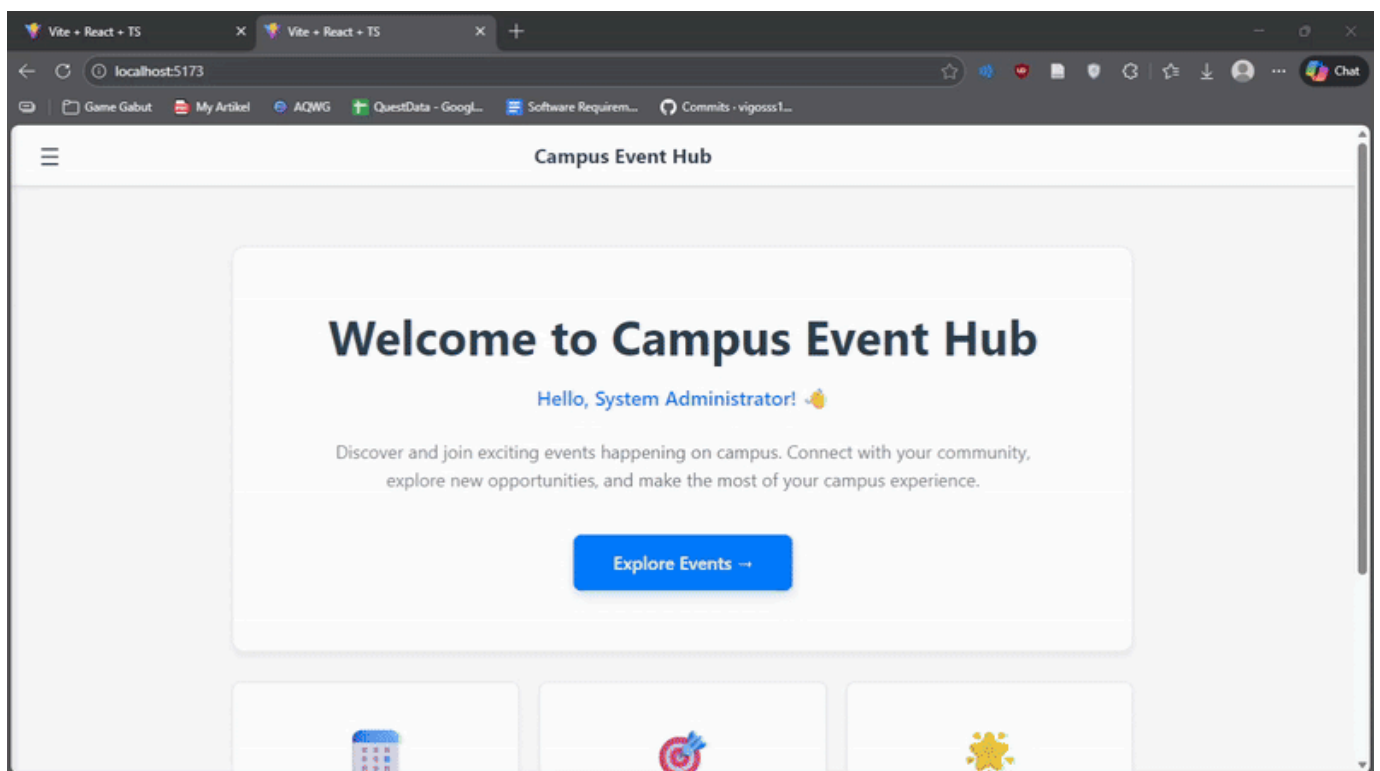 Vite + React + TS
Vite + React + TS
localhost:5173
Chat
Game Gabut
My Artikel
AQWG
QuestData - Googl...
Software Requirem...
Commits · vigosss1...
☰
Campus Event Hub
Welcome to Campus Event Hub
Hello, System Administrator! 👋
Discover and join exciting events happening on campus. Connect with your community,
explore new opportunities, and make the most of your campus experience.
Explore Events →